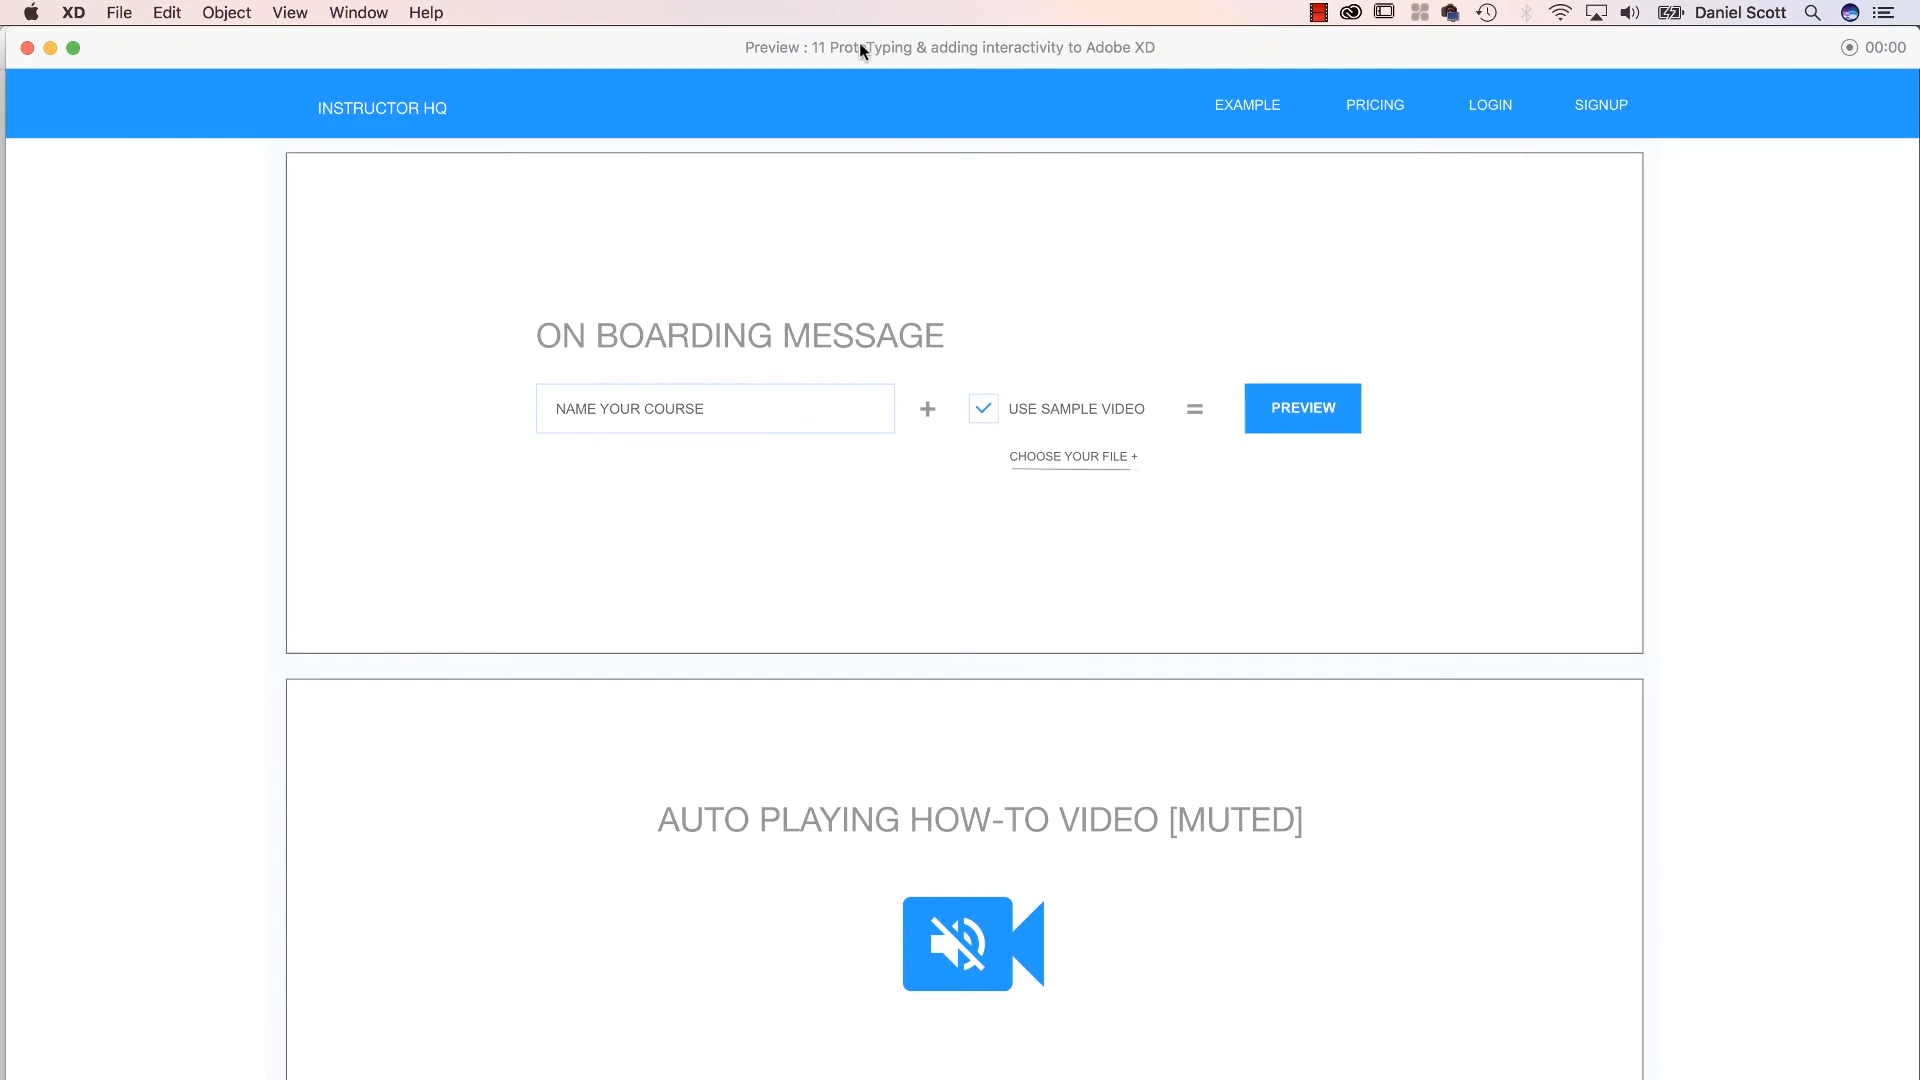 XD File Edit Object View Window Help Daniel Scott
Preview : 11 ProtoTyping & adding interactivity to Adobe XD 00:00
INSTRUCTOR HQ EXAMPLE PRICING LOGIN SIGNUP
ON BOARDING MESSAGE
NAME YOUR COURSE + USE SAMPLE VIDEO = PREVIEW
CHOOSE YOUR FILE +
AUTO PLAYING HOW-TO VIDEO [MUTED]